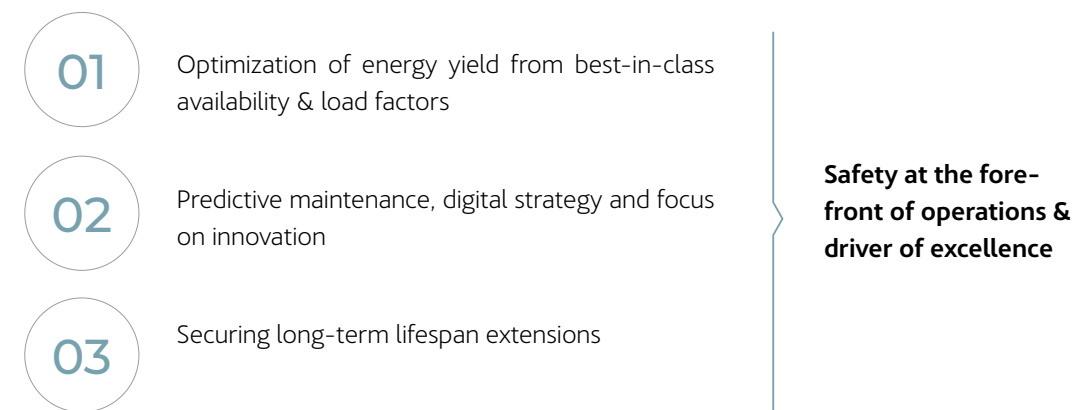 01
Optimization of energy yield from best-in-class
availability & load factors
02
Predictive maintenance, digital strategy and focus
on innovation
03
Securing long-term lifespan extensions
Safety at the fore-
front of operations &
driver of excellence